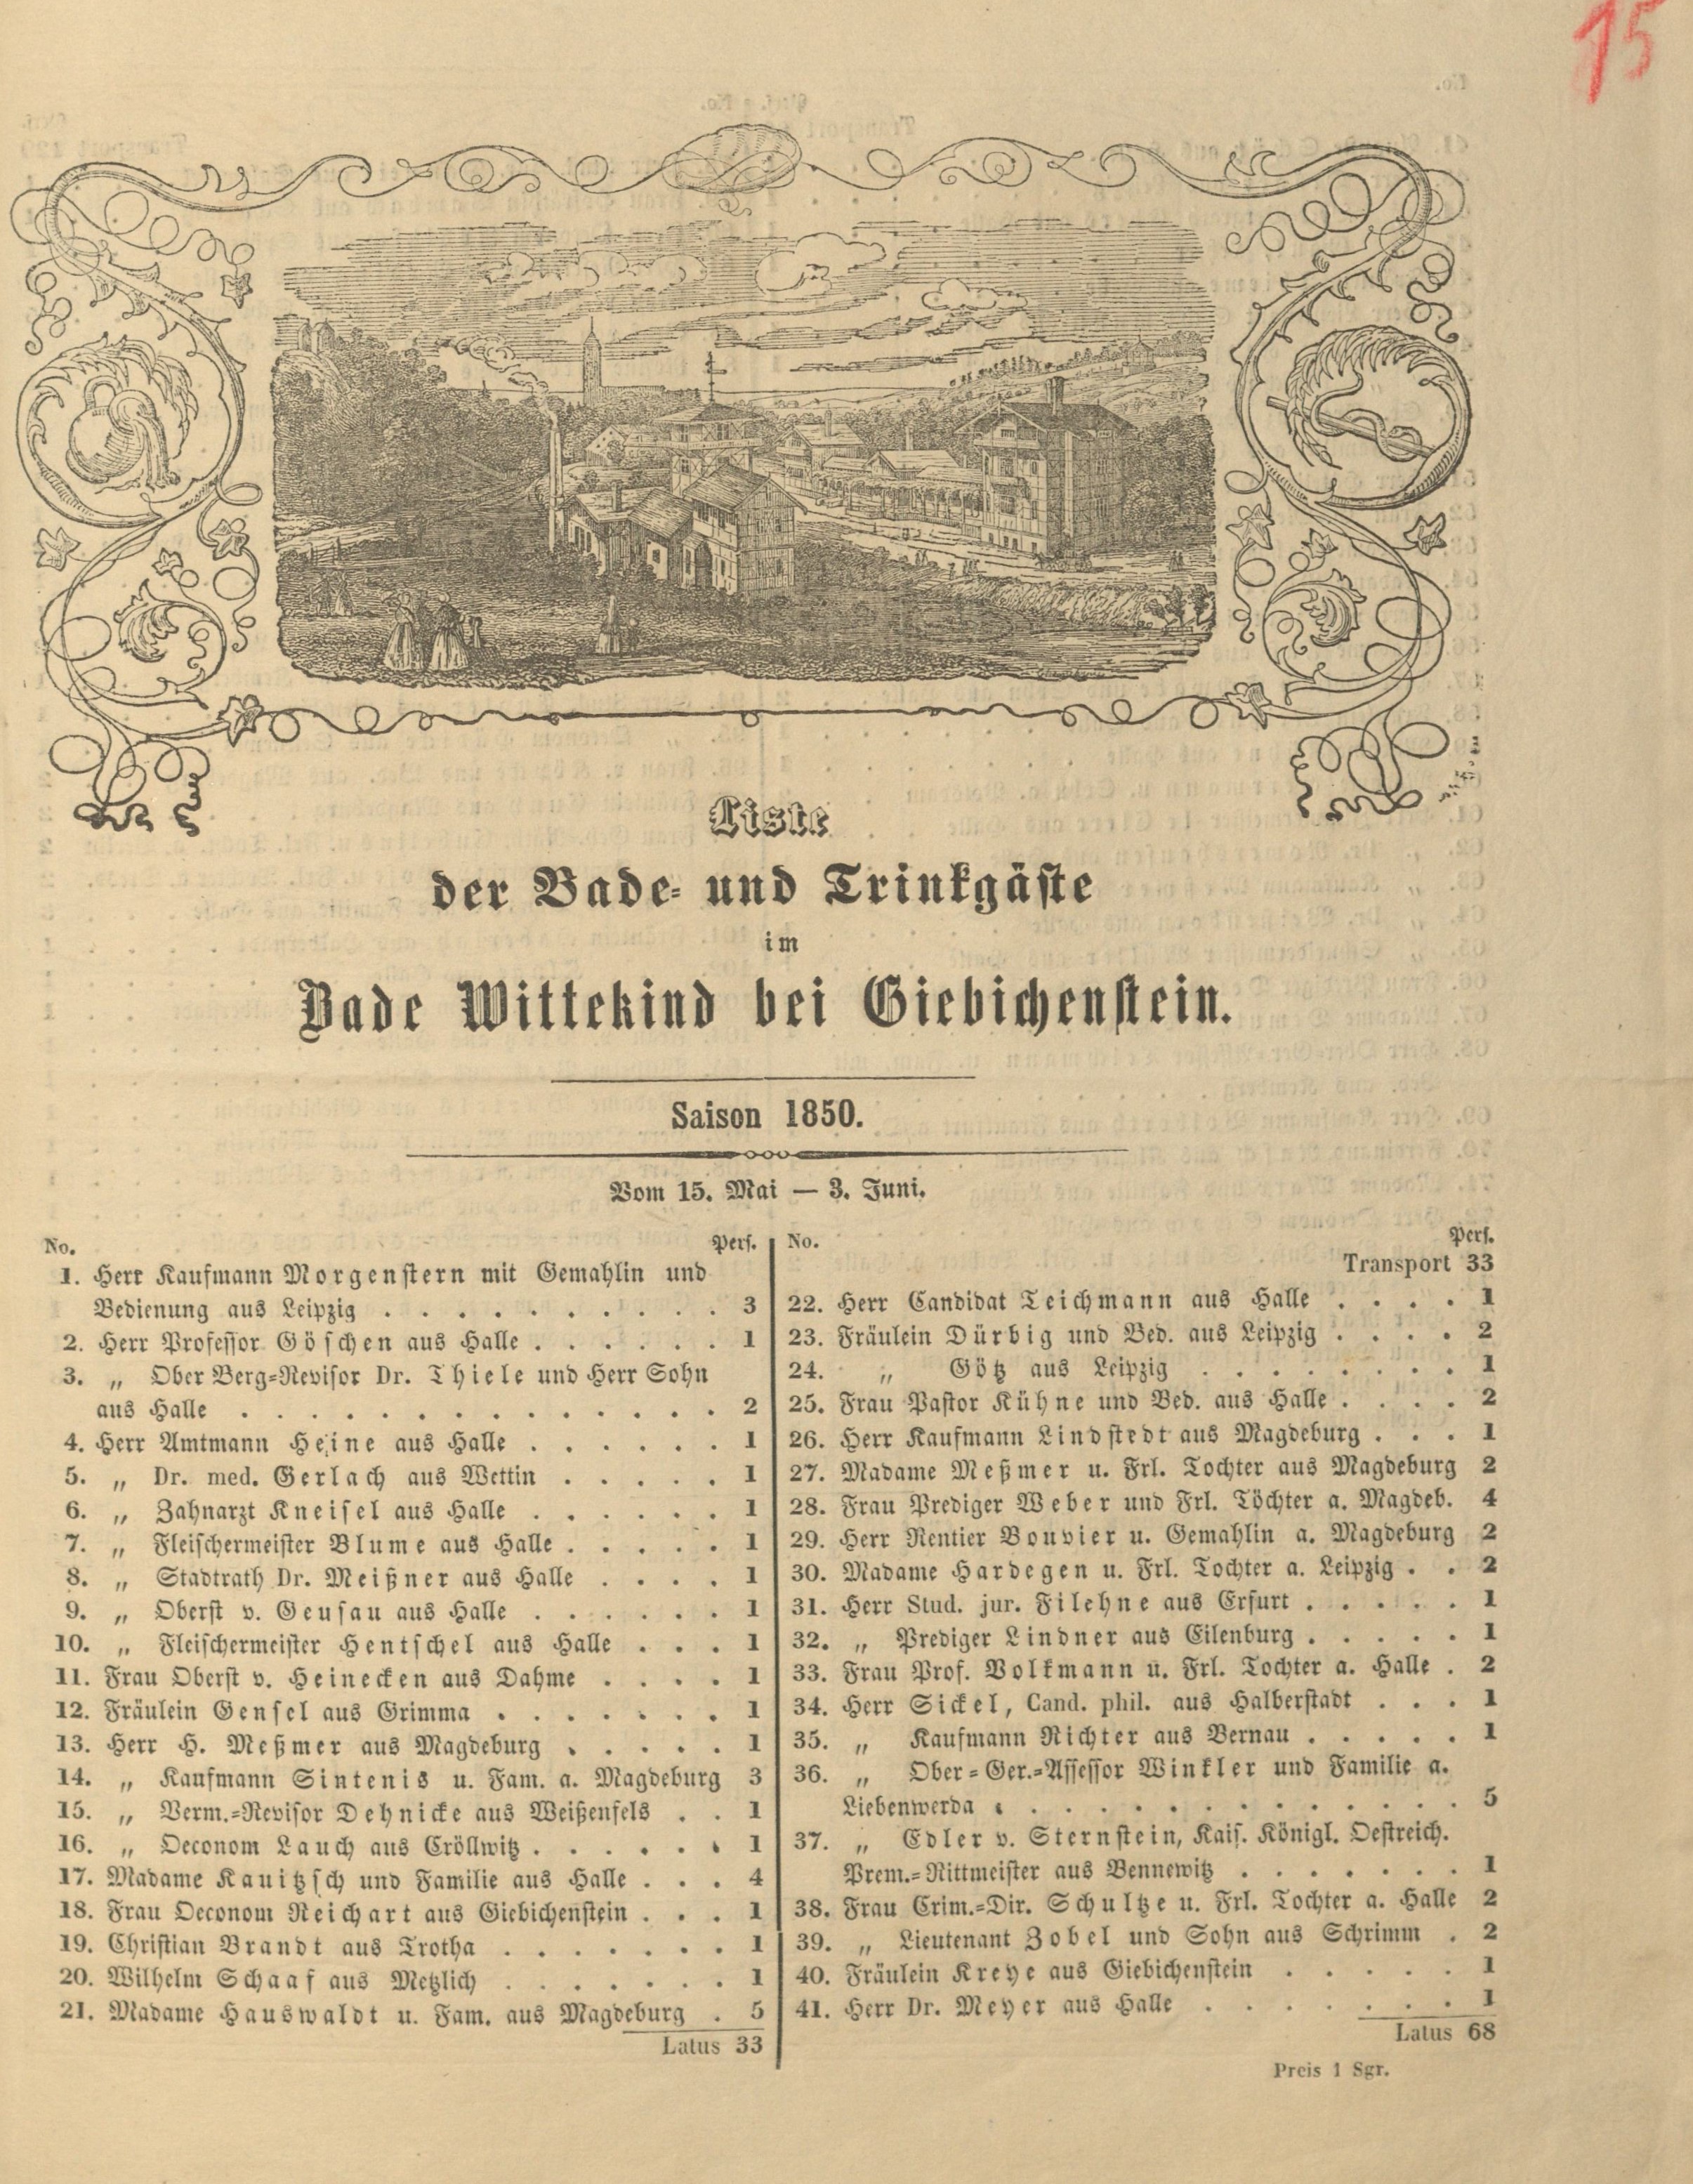 15
Liste
der Bade- und Trinkgäste
im
Bade Wittekind bei Giebichenstein.
Saison 1850.
Vom 15. Mai — 3. Juni.
No. Pers.
1. Herr Kaufmann Morgenstern mit Gemahlin und
Bedienung aus Leipzig . . . . . . . . . . 3
2. Herr Professor Göschen aus Halle . . . . . . 1
3. „ Ober Berg-Revisor Dr. Thiele und Herr Sohn
aus Halle . . . . . . . . . . . . . . 2
4. Herr Amtmann Heine aus Halle . . . . . . 1
5. „ Dr. med. Gerlach aus Wettin . . . . . 1
6. „ Zahnarzt Kneisel aus Halle . . . . . . 1
7. „ Fleischermeister Blume aus Halle . . . . . 1
8. „ Stadtrath Dr. Meißner aus Halle . . . . 1
9. „ Oberst v. Geusau aus Halle . . . . . . 1
10. „ Fleischermeister Hentschel aus Halle . . . 1
11. Frau Oberst v. Heinecken aus Dahme . . . . 1
12. Fräulein Gensel aus Grimma . . . . . . . 1
13. Herr H. Meßmer aus Magdeburg . . . . . 1
14. „ Kaufmann Sintenis u. Fam. a. Magdeburg 3
15. „ Verm.-Revisor Dehnicke aus Weißenfels . . 1
16. „ Oeconom Lauch aus Cröllwitz . . . . . . 1
17. Madame Kauitzsch und Familie aus Halle . . . 4
18. Frau Oeconom Reichart aus Giebichenstein . . . 1
19. Christian Brandt aus Trotha . . . . . . . 1
20. Wilhelm Schaaf aus Metzlich . . . . . . . 1
21. Madame Hauswaldt u. Fam. aus Magdeburg . 5
Latus 33
No. Pers.
Transport 33
22. Herr Candidat Teichmann aus Halle . . . . 1
23. Fräulein Dürbig und Bed. aus Leipzig . . . . 2
24. „ Götz aus Leipzig . . . . . . . . 1
25. Frau Pastor Kühne und Bed. aus Halle . . . . 2
26. Herr Kaufmann Lindstedt aus Magdeburg . . . 1
27. Madame Meßmer u. Frl. Tochter aus Magdeburg 2
28. Frau Prediger Weber und Frl. Töchter a. Magdeb. 4
29. Herr Rentier Bouvier u. Gemahlin a. Magdeburg 2
30. Madame Hardegen u. Frl. Tochter a. Leipzig . . 2
31. Herr Stud. jur. Filehne aus Erfurt . . . . . 1
32. „ Prediger Lindner aus Eilenburg . . . . . 1
33. Frau Prof. Volkmann u. Frl. Tochter a. Halle . 2
34. Herr Sickel, Cand. phil. aus Halberstadt . . . 1
35. „ Kaufmann Richter aus Bernau . . . . . 1
36. „ Ober-Ger.-Assessor Winkler und Familie a.
Liebenwerda . . . . . . . . . . . . . 5
37. „ Edler v. Sternstein, Kais. Königl. Oestreich.
Prem.-Rittmeister aus Bennewitz . . . . . . . 1
38. Frau Crim.-Dir. Schultze u. Frl. Tochter a. Halle 2
39. „ Lieutenant Zobel und Sohn aus Schrimm . 2
40. Fräulein Kreye aus Giebichenstein . . . . . 1
41. Herr Dr. Meyer aus Halle . . . . . . . 1
Latus 68
Preis 1 Sgr.